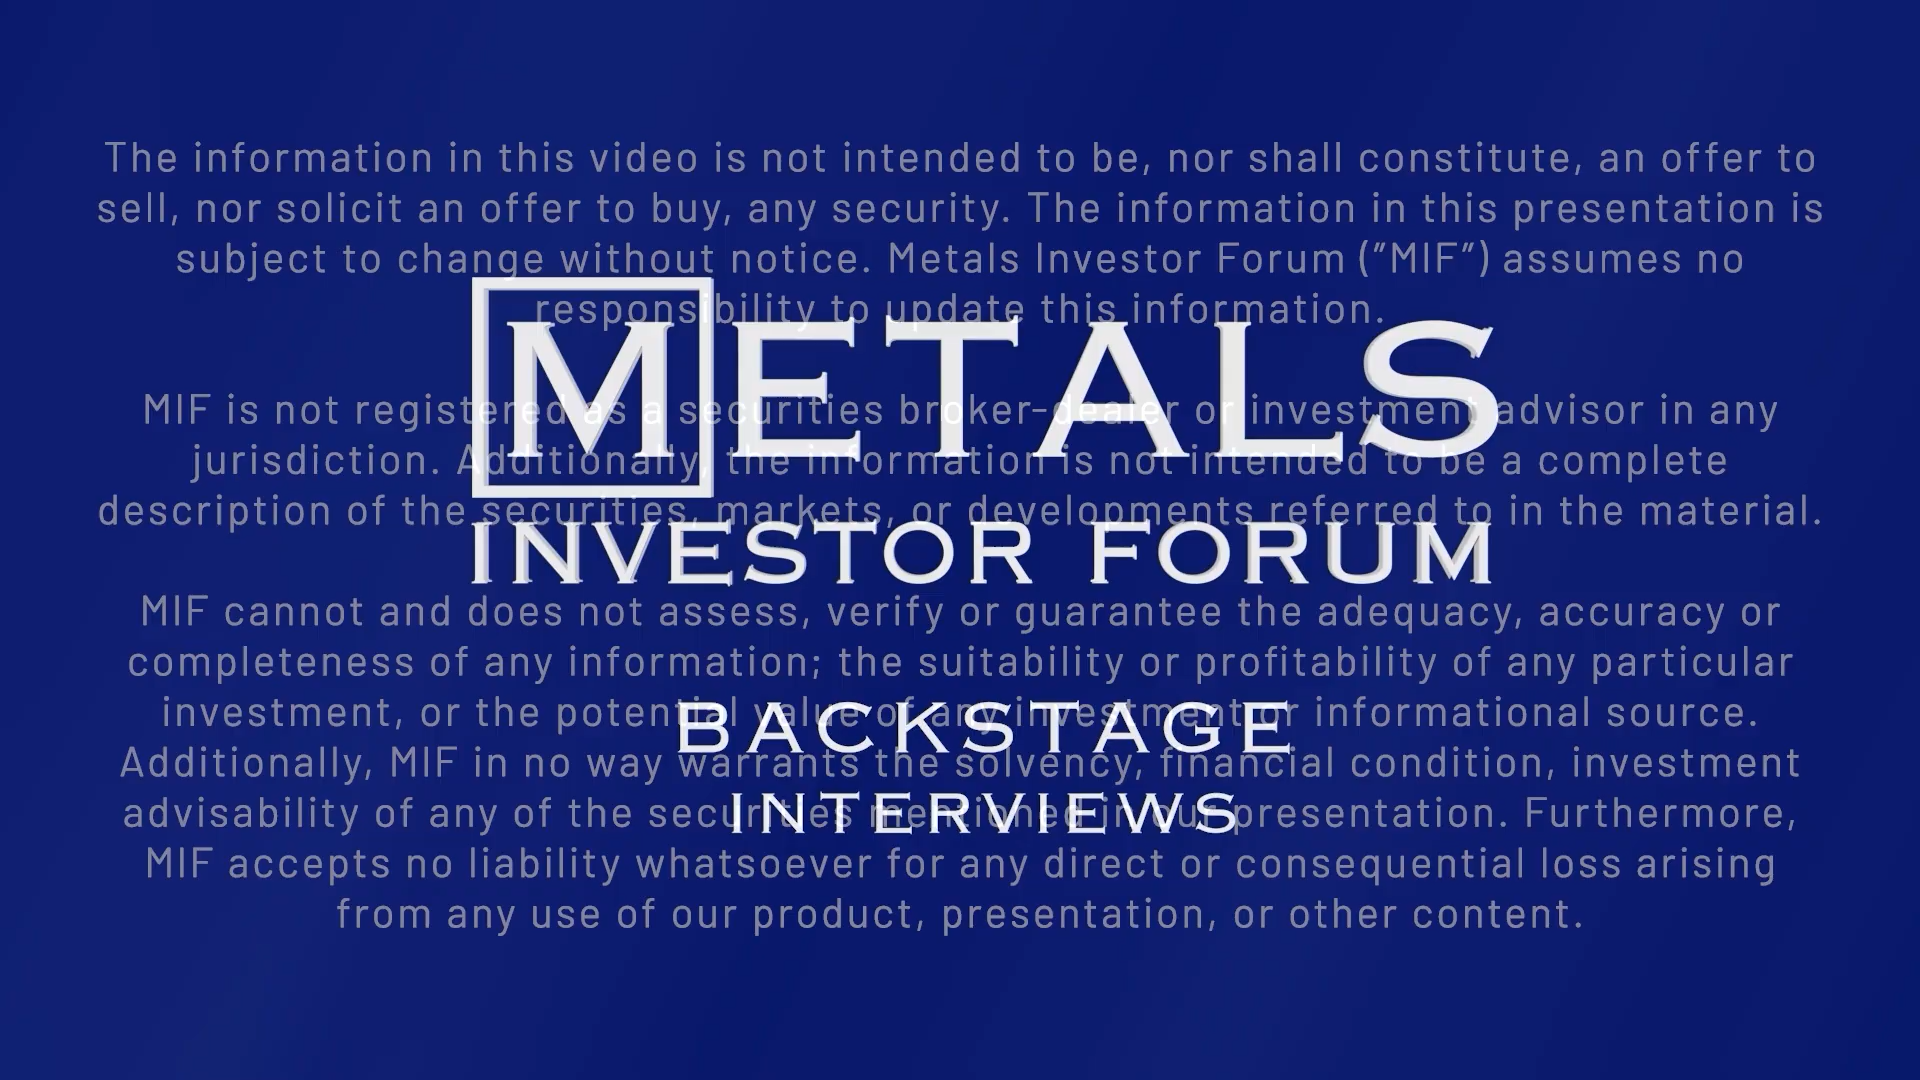 The information in this video is not intended to be, nor shall constitute, an offer to
sell, nor solicit an offer to buy, any security. The information in this presentation is
subject to change without notice. Metals Investor Forum ("MIF") assumes no
responsibility to update this information.
METALS
MIF is not registered as a securities broker-dealer or investment advisor in any
jurisdiction. Additionally, the information is not intended to be a complete
description of the securities, markets, or developments referred to in the material.
INVESTOR FORUM
MIF cannot and does not assess, verify or guarantee the adequacy, accuracy or
completeness of any information; the suitability or profitability of any particular
investment, or the potential value of any investment or informational source.
BACKSTAGE
Additionally, MIF in no way warrants the solvency, financial condition, investment
advisability of any of the securities mentioned in our presentation. Furthermore,
INTERVIEWS
MIF accepts no liability whatsoever for any direct or consequential loss arising
from any use of our product, presentation, or other content.